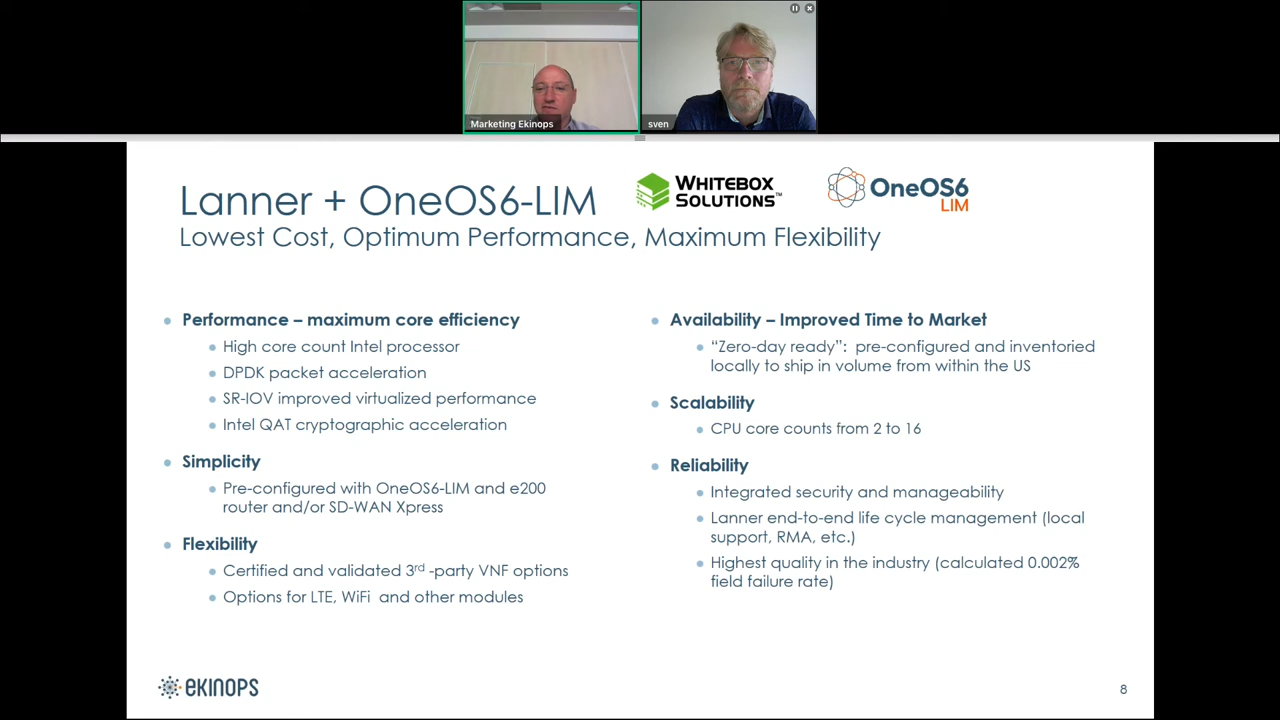 Marketing Ekinops
sven
Lanner + OneOS6-LIM
WHITEBOX
SOLUTIONS™
OneOS6
LIM
Lowest Cost, Optimum Performance, Maximum Flexibility
Performance – maximum core efficiency
High core count Intel processor
DPDK packet acceleration
SR-IOV improved virtualized performance
Intel QAT cryptographic acceleration
Simplicity
Pre-configured with OneOS6-LIM and e200
router and/or SD-WAN Xpress
Flexibility
Certified and validated 3rd -party VNF options
Options for LTE, WiFi and other modules
Availability – Improved Time to Market
“Zero-day ready”: pre-configured and inventoried
locally to ship in volume from within the US
Scalability
CPU core counts from 2 to 16
Reliability
Integrated security and manageability
Lanner end-to-end life cycle management (local
support, RMA, etc.)
Highest quality in the industry (calculated 0.002%
field failure rate)
EKINOPS
8